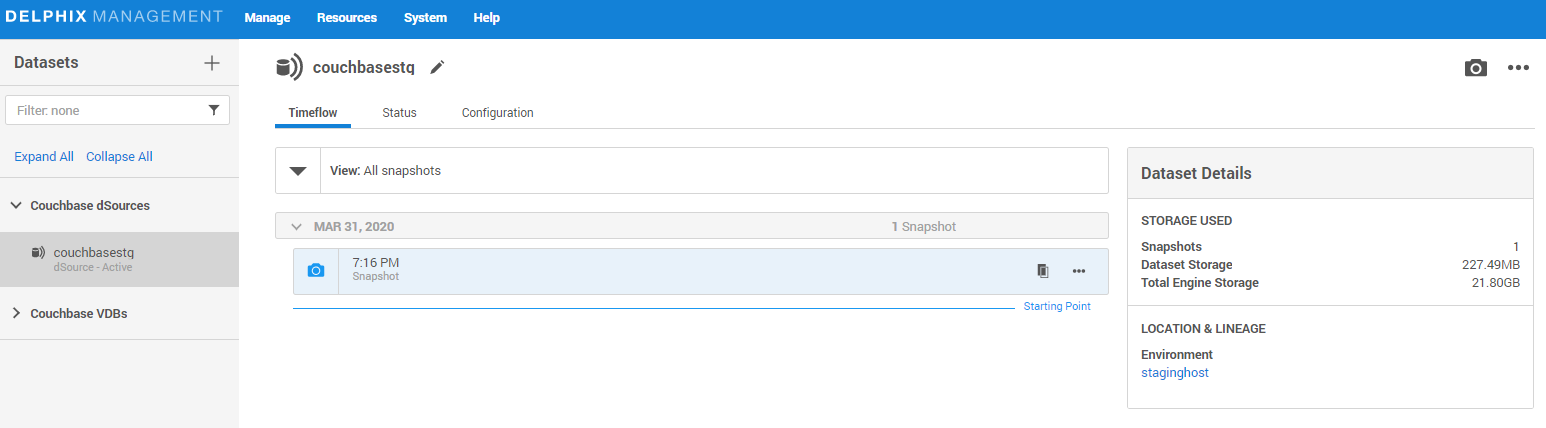 DELPHIX MANAGEMENT Manage Resources System Help
Datasets
couchbasestg
Filter: none
Timeflow Status Configuration
Expand All Collapse All
View: All snapshots
Dataset Details
Couchbase dSources
couchbasestg
dSource - Active
Couchbase VDBs
MAR 31, 2020 1 Snapshot
7:16 PM
Snapshot
Starting Point
STORAGE USED
Snapshots 1
Dataset Storage 227.49MB
Total Engine Storage 21.80GB
LOCATION & LINEAGE
Environment
staginghost